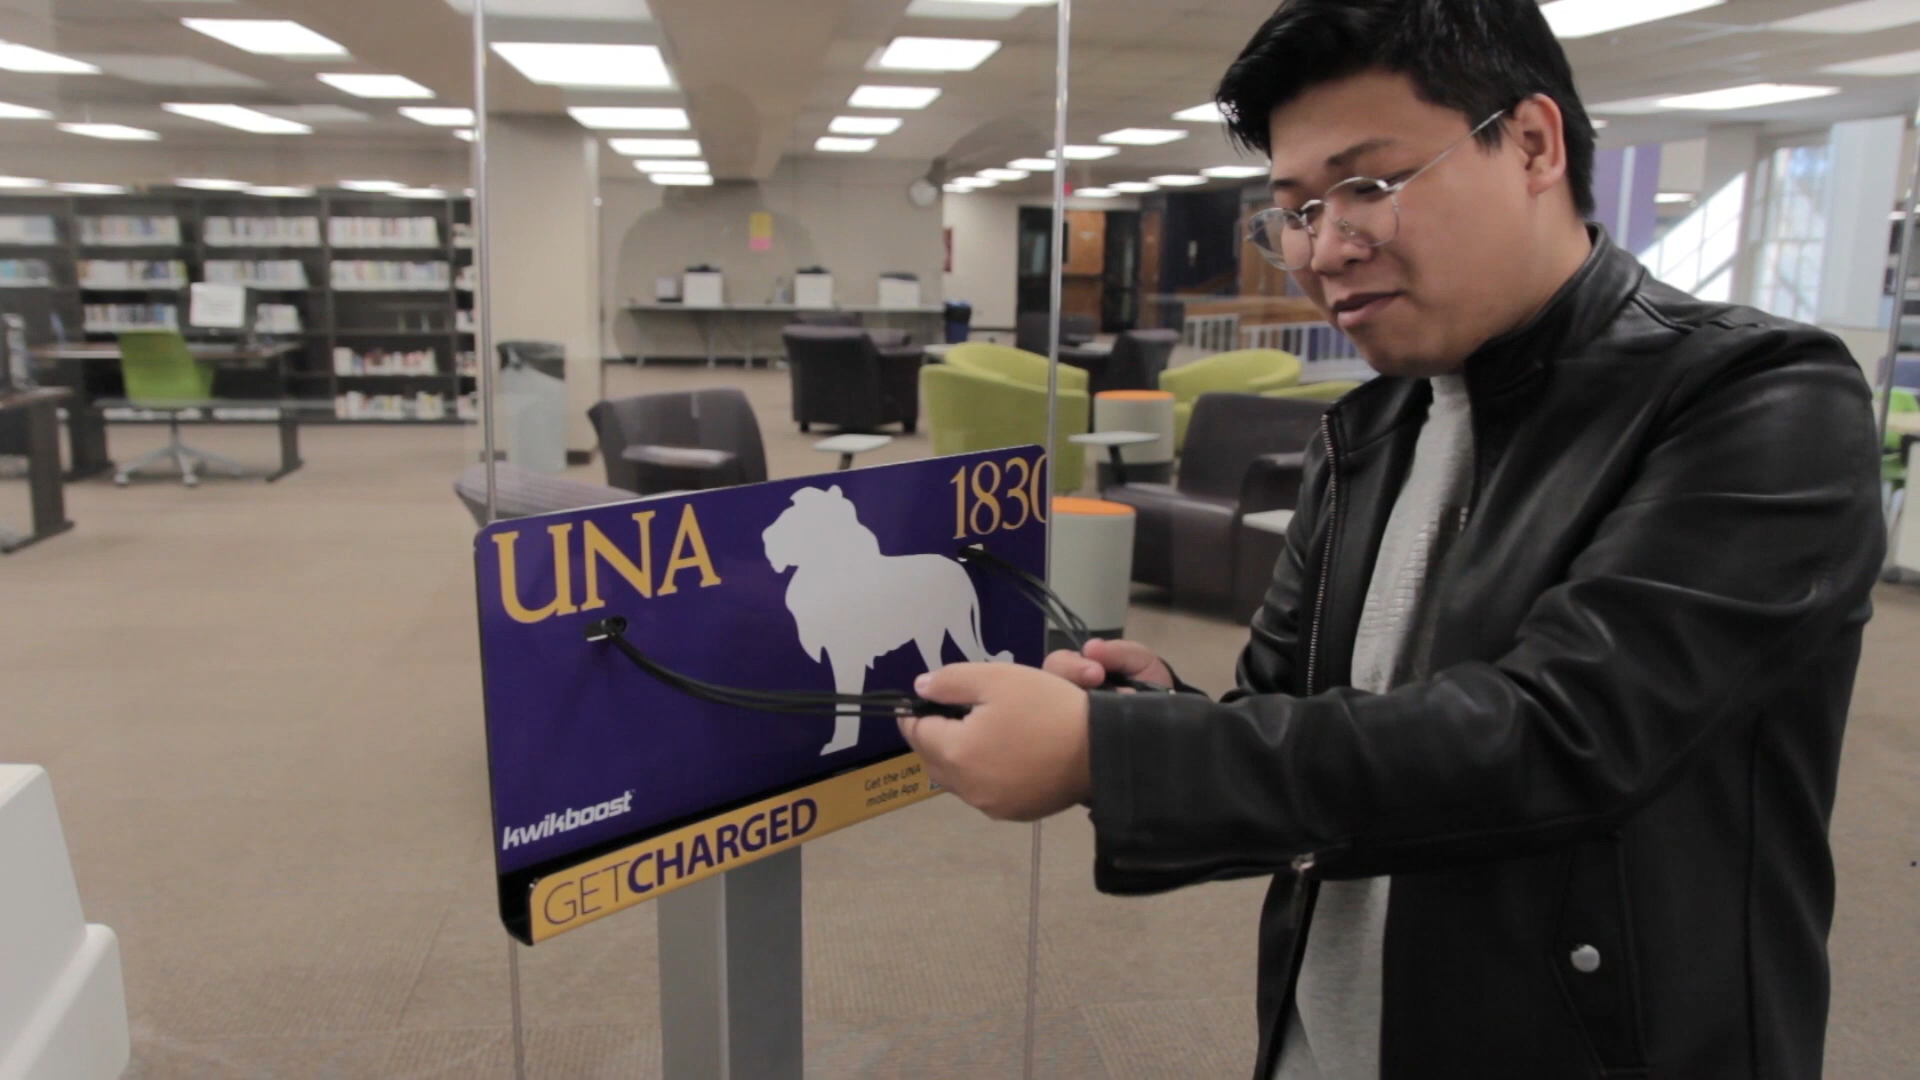 UNA
1830
kwikboost
Get the UNA
mobile App
GETCHARGED